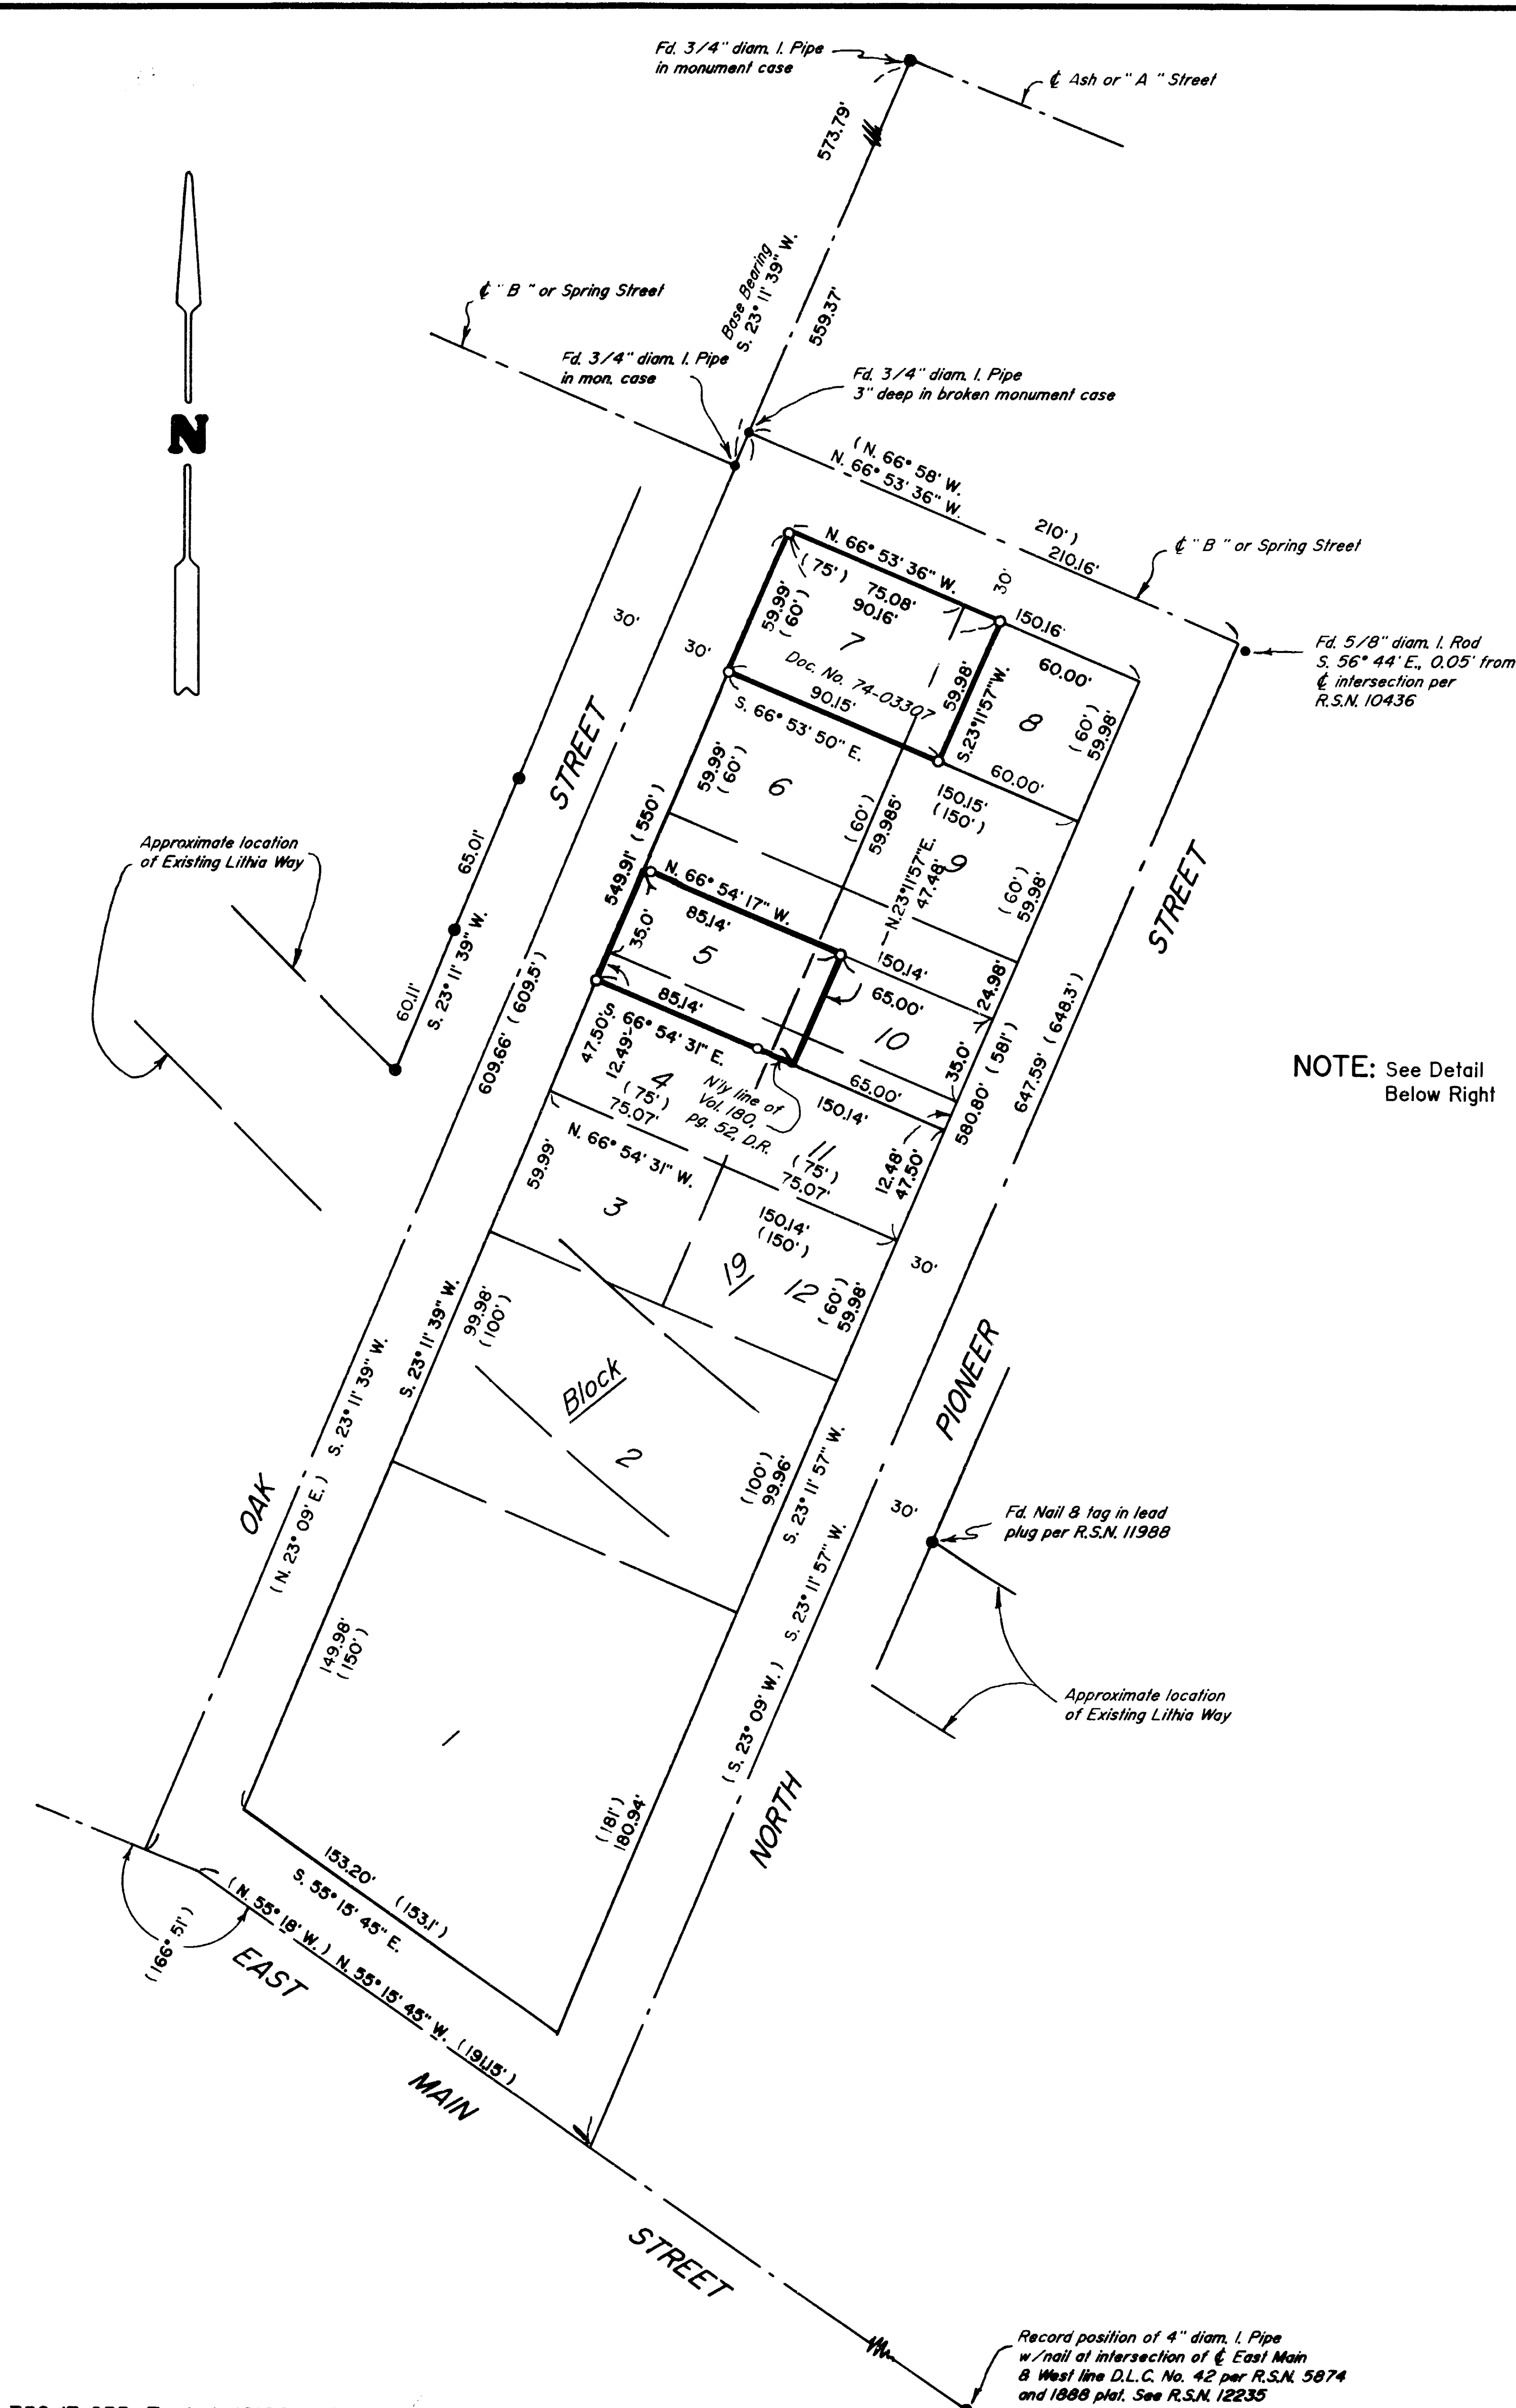 Fd. 3/4" diam. I. Pipe
in monument case
℄ Ash or "A" Street
573.79'
Base Bearing
S. 23° 11' 39" W.
559.37'
℄ "B" or Spring Street
Fd. 3/4" diam. I. Pipe
in mon. case
Fd. 3/4" diam. I. Pipe
3" deep in broken monument case
N
(N. 66° 58' W.
N. 66° 53' 36" W.
210')
210.16'
℄ "B" or Spring Street
N. 66° 53' 36" W.
(75')
75.08'
90.16'
30'
150.16'
59.99'
(60')
7
Doc. No. 74-03307
90.15'
59.98'
S. 23° 11' 57" W.
60.00'
8
(60')
59.98'
Fd. 5/8" diam. I. Rod
S. 56° 44' E., 0.05' from
℄ intersection per
R.S.N. 10436
30'
30'
S. 66° 53' 50" E.
60.00'
150.15'
(150')
59.99'
(60')
6
(60')
59.985'
N. 23° 11' 57" E.
47.48'
9
(60')
59.98'
STREET
STREET
Approximate location
of Existing Lithia Way
65.01'
60.11'
S. 23° 11' 39" W.
549.91' (550')
N. 66° 54' 17" W.
85.14'
35.0'
5
85.14'
150.14'
65.00'
24.98'
10
35.0'
65.00'
609.66' (609.5')
580.80' (581')
647.59' (648.3')
NOTE: See Detail
Below Right
S. 66° 54' 31" E.
47.50'
12.49'
4
(75')
75.07'
N'ly line of
Vol. 180,
pg. 52, D.R.
150.14'
11
(75')
75.07'
12.48'
47.50'
N. 66° 54' 31" W.
59.99'
3
150.14'
(150')
19
12
(60')
59.98'
30'
99.98'
(100')
Block
2
(100')
99.96'
S. 23° 11' 39" W.
S. 23° 11' 39" W.
(N. 23° 09' E.)
OAK
PIONEER
S. 23° 11' 57" W.
S. 23° 11' 57" W.
(S. 23° 09' W.)
30'
Fd. Nail & tag in lead
plug per R.S.N. 11988
Approximate location
of Existing Lithia Way
149.98'
(150')
1
(181')
180.94'
NORTH
153.20' (153.1')
S. 55° 15' 45" E.
(N. 55° 18' W.) N. 55° 15' 45" W. (191.15')
(166° 51')
EAST
MAIN
STREET
Record position of 4" diam. I. Pipe
w/nail at intersection of ℄ East Main
& West line D.L.C. No. 42 per R.S.N. 5874
and 1888 plat. See R.S.N. 12235